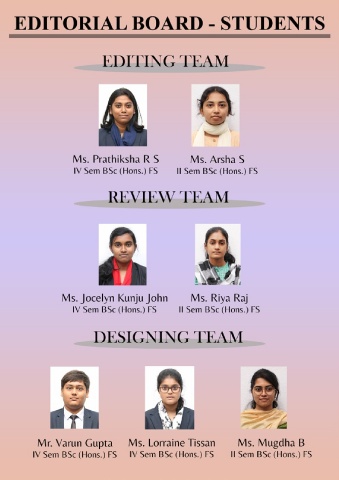 EDITORIAL BOARD - STUDENTS
EDITING TEAM
Ms. Prathiksha R S
IV Sem BSc (Hons.) FS
Ms. Arsha S
II Sem BSc (Hons.) FS
REVIEW TEAM
Ms. Jocelyn Kunju John
IV Sem BSc (Hons.) FS
Ms. Riya Raj
II Sem BSc (Hons.) FS
DESIGNING TEAM
Mr. Varun Gupta
IV Sem BSc (Hons.) FS
Ms. Lorraine Tissan
IV Sem BSc (Hons.) FS
Ms. Mugdha B
II Sem BSc (Hons.) FS